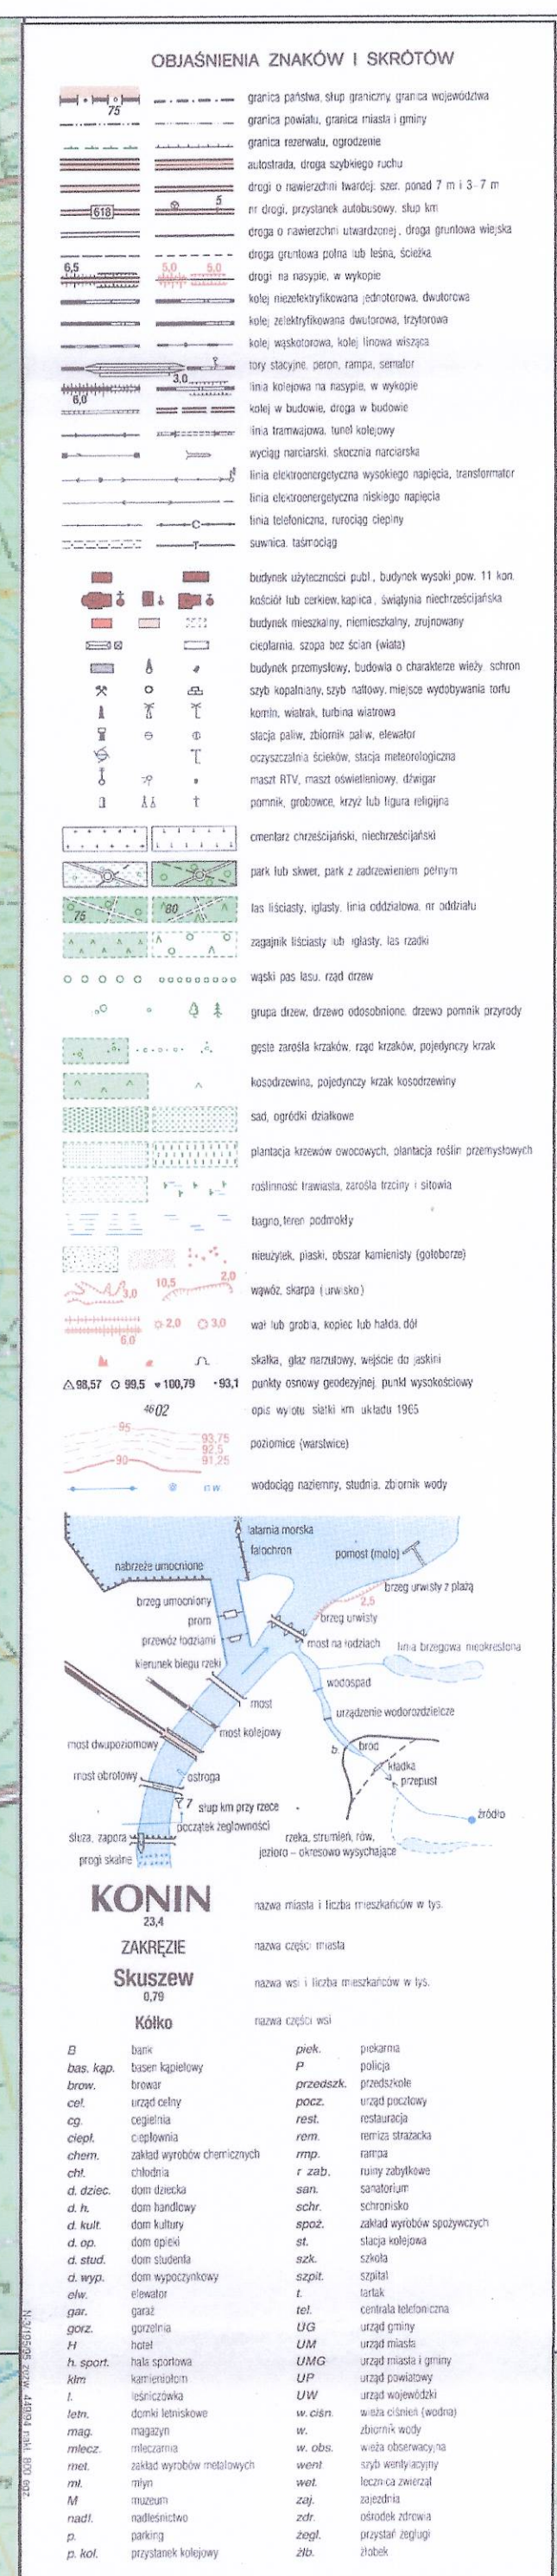 OBJAŚNIENIA ZNAKÓW I SKRÓTÓW
75 granica państwa, słup graniczny, granica województwa
granica powiatu, granica miasta i gminy
granica rezerwatu, ogrodzenie
autostrada, droga szybkiego ruchu
drogi o nawierzchni twardej: szer. ponad 7 m i 3-7 m
618 5 nr drogi, przystanek autobusowy, słup km
droga o nawierzchni utwardzonej, droga gruntowa wiejska
droga gruntowa polna lub leśna, ścieżka
6,5 5,0 5,0 drogi na nasypie, w wykopie
kolej niezelektryfikowana jednotorowa, dwutorowa
kolej zelektryfikowana dwutorowa, trzytorowa
kolej wąskotorowa, kolej linowa wisząca
tory stacyjne, peron, rampa, semafor
6,0 3,0 linia kolejowa na nasypie, w wykopie
kolej w budowie, droga w budowie
linia tramwajowa, tunel kolejowy
wyciąg narciarski, skocznia narciarska
linia elektroenergetyczna wysokiego napięcia, transformator
linia elektroenergetyczna niskiego napięcia
C linia telefoniczna, rurociąg cieplny
T suwnica, taśmociąg
budynek użyteczności publ., budynek wysoki pow. 11 kon.
kościół lub cerkiew, kaplica, świątynia niechrześcijańska
budynek mieszkalny, niemieszkalny, zrujnowany
cieplarnia, szopa bez ścian (wiata)
budynek przemysłowy, budowla o charakterze wieży, schron
szyb kopalniany, szyb naftowy, miejsce wydobywania torfu
komin, wiatrak, turbina wiatrowa
stacja paliw, zbiornik paliw, elewator
oczyszczalnia ścieków, stacja meteorologiczna
maszt RTV, maszt oświetleniowy, dźwigar
pomnik, grobowce, krzyż lub figura religijna
cmentarz chrześcijański, niechrześcijański
park lub skwer, park z zadrzewieniem pełnym
75 80 las liściasty, iglasty, linia oddziałowa, nr oddziału
zagajnik liściasty lub iglasty, las rzadki
wąski pas lasu, rząd drzew
grupa drzew, drzewo odosobnione, drzewo pomnik przyrody
gęste zarośla krzaków, rząd krzaków, pojedynczy krzak
kosodrzewina, pojedynczy krzak kosodrzewiny
sad, ogródki działkowe
plantacja krzewów owocowych, plantacja roślin przemysłowych
roślinność trawiasta, zarośla trzciny i sitowia
bagno, teren podmokły
nieużytek, piaski, obszar kamienisty (gołoborze)
3,0 10,5 2,0 wąwóz, skarpa (urwisko)
6,0 2,0 3,0 wał lub grobla, kopiec lub hałda, dół
skałka, głaz narzutowy, wejście do jaskini
98,57 99,5 100,79 93,1 punkty osnowy geodezyjnej, punkt wysokościowy
4602 opis wylotu siatki km układu 1965
95 90 93,75 92,5 91,25 poziomice (warstwice)
wodociąg naziemny, studnia, zbiornik wody
latarnia morska
falochron
nabrzeże umocnione
pomost (molo)
brzeg urwisty z plażą
2,5
brzeg umocniony
prom
brzeg urwisty
przewóz łodziami
most na łodziach
linia brzegowa nieokreślona
kierunek biegu rzeki
wodospad
most
urządzenie wodorozdzielcze
most kolejowy
most dwupoziomowy
b. bród
kładka
most obrotowy
ostroga
przepust
7 słup km przy rzece
źródło
początek żeglowności
śluza, zapora
rzeka, strumień, rów,
jezioro – okresowo wysychające
progi skalne
KONIN nazwa miasta i liczba mieszkańców w tys.
23,4
ZAKRĘZIE nazwa części miasta
Skuszew nazwa wsi i liczba mieszkańców w tys.
0,79
Kółko nazwa części wsi
B bank piek. piekarnia
bas. kąp. basen kąpielowy P policja
brow. browar przedszk. przedszkole
cel. urząd celny pocz. urząd pocztowy
cg. cegielnia rest. restauracja
ciepł. ciepłownia rem. remiza strażacka
chem. zakład wyrobów chemicznych rmp. rampa
chł. chłodnia r zab. ruiny zabytkowe
d. dziec. dom dziecka san. sanatorium
d. h. dom handlowy schr. schronisko
d. kult. dom kultury spoż. zakład wyrobów spożywczych
d. op. dom opieki st. stacja kolejowa
d. stud. dom studenta szk. szkoła
d. wyp. dom wypoczynkowy szpit. szpital
elw. elewator t. tartak
gar. garaż tel. centrala telefoniczna
gorz. gorzelnia UG urząd gminy
H hotel UM urząd miasta
h. sport. hala sportowa UMG urząd miasta i gminy
kłm kamieniołom UP urząd powiatowy
l. leśniczówka UW urząd wojewódzki
letn. domki letniskowe w. ciśn. wieża ciśnień (wodna)
mag. magazyn w. zbiornik wody
mlecz. mleczarnia w. obs. wieża obserwacyjna
met. zakład wyrobów metalowych went. szyb wentylacyjny
mł. młyn wet. lecznica zwierząt
M muzeum zaj. zajezdnia
nadl. nadleśnictwo zdr. ośrodek zdrowia
p. parking żegl. przystań żeglugi
p. kol. przystanek kolejowy żłb. żłobek